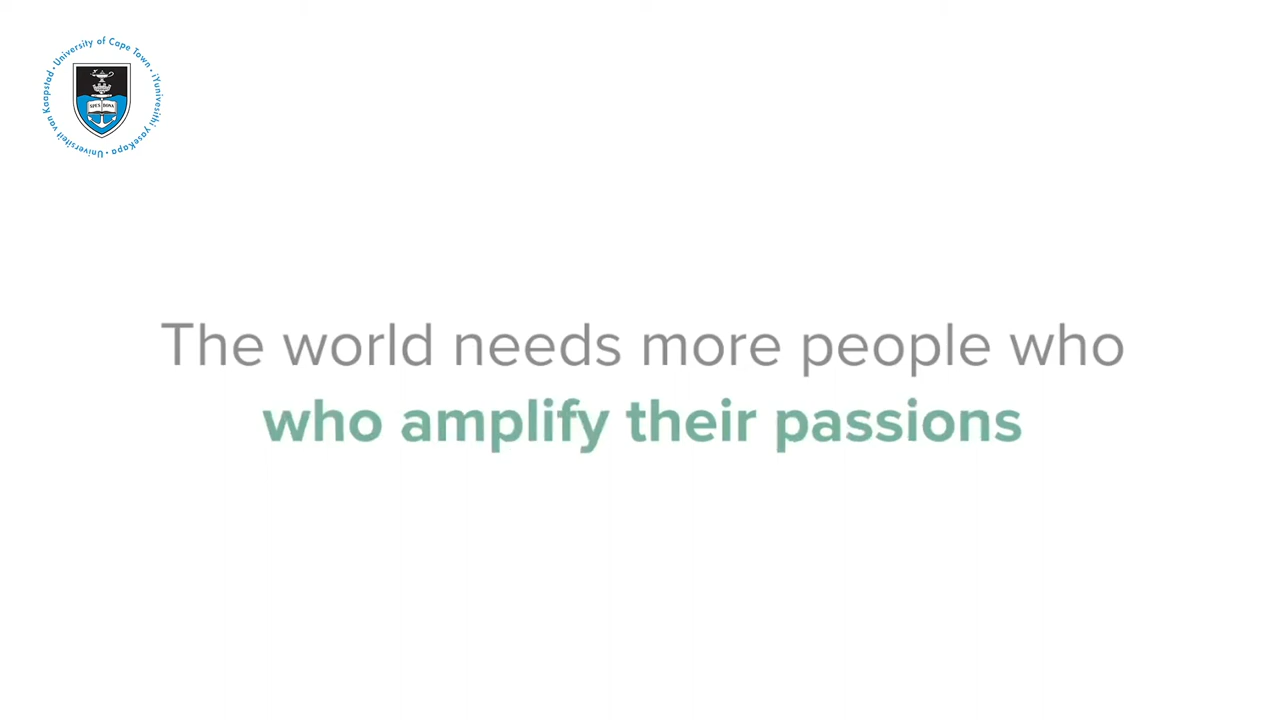 University of Cape Town · iYunivesithi yaseKapa · Universiteit van Kaapstad ·
SPES BONA
The world needs more people who
who amplify their passions